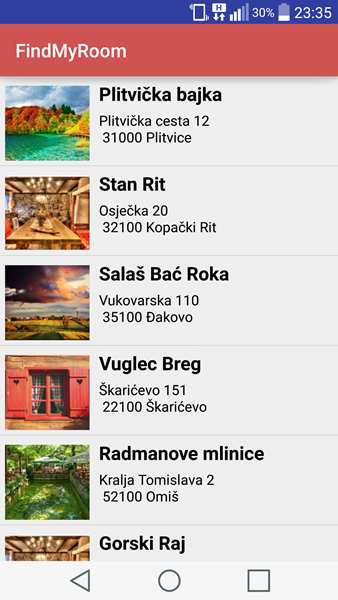 H 30% 23:35
FindMyRoom
Plitvička bajka
Plitvička cesta 12
31000 Plitvice
Stan Rit
Osječka 20
32100 Kopački Rit
Salaš Bać Roka
Vukovarska 110
35100 Đakovo
Vuglec Breg
Škarićevo 151
22100 Škarićevo
Radmanove mlinice
Kralja Tomislava 2
52100 Omiš
Gorski Raj